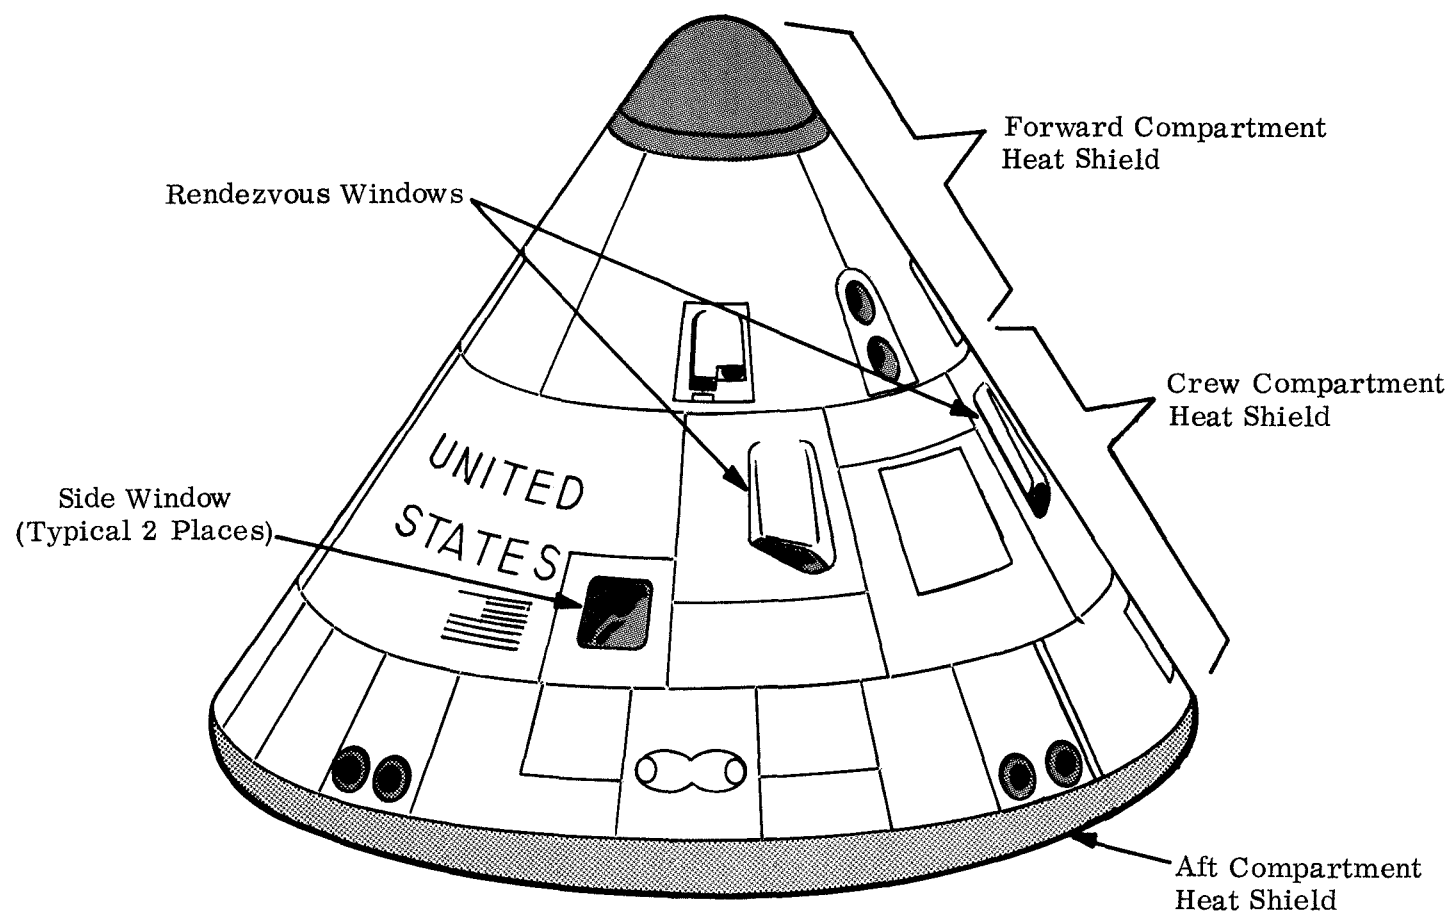 Forward Compartment
Heat Shield
Rendezvous Windows
Crew Compartment
Heat Shield
Side Window
(Typical 2 Places)
UNITED
STATES
Aft Compartment
Heat Shield